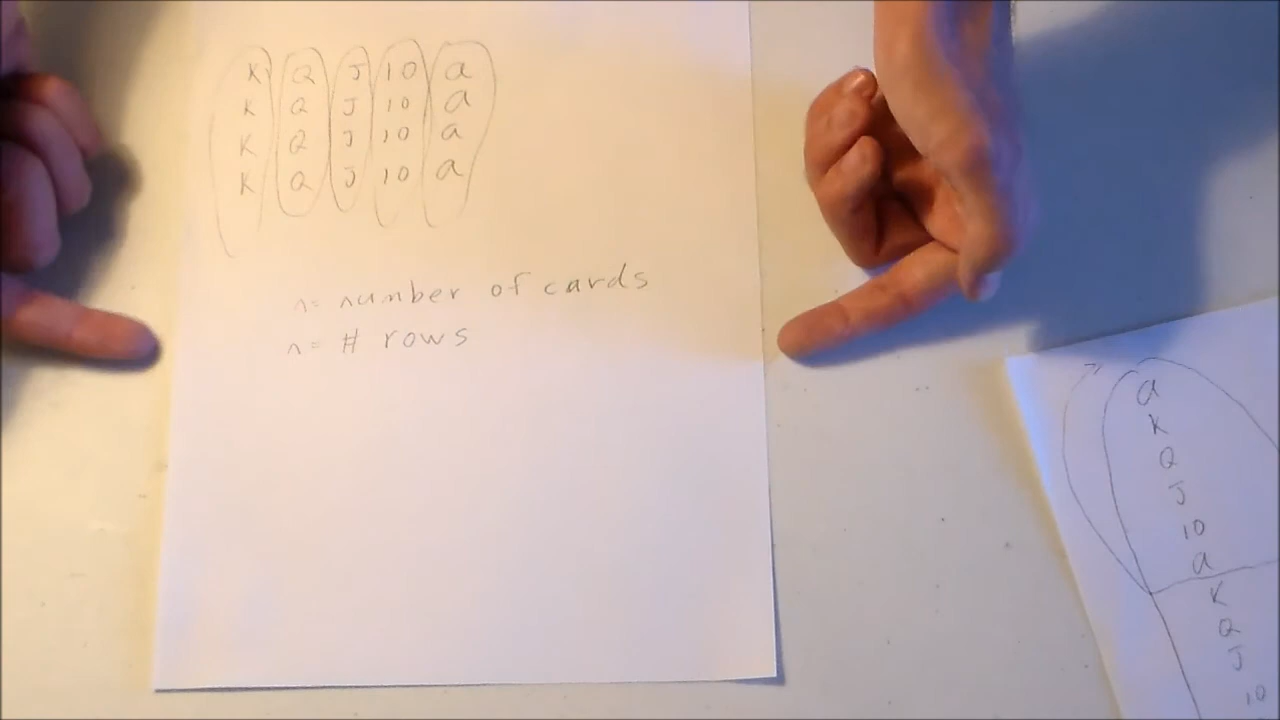 K Q J 10 a
K Q J 10 a
K Q J 10 a
K Q J 10 a
n= number of cards
n = # rows
a
K
Q
J
10
a
K
Q
J
10